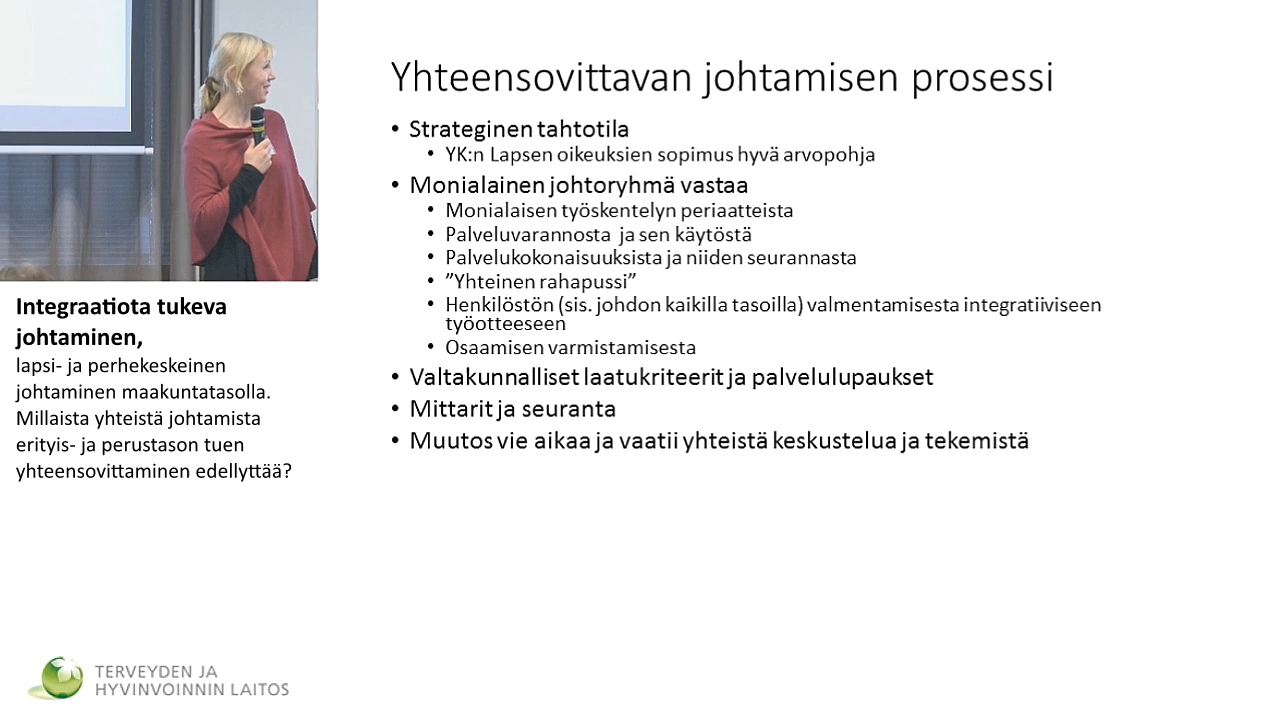 Yhteensovittavan johtamisen prosessi
• Strateginen tahtotila
• YK:n Lapsen oikeuksien sopimus hyvä arvopohja
• Monialainen johtoryhmä vastaa
• Monialaisen työskentelyn periaatteista
• Palveluvarannosta ja sen käytöstä
• Palvelukokonaisuuksista ja niiden seurannasta
• ”Yhteinen rahapussi”
• Henkilöstön (sis. johdon kaikilla tasoilla) valmentamisesta integratiiviseen
työotteeseen
• Osaamisen varmistamisesta
• Valtakunnalliset laatukriteerit ja palvelulupaukset
• Mittarit ja seuranta
• Muutos vie aikaa ja vaatii yhteistä keskustelua ja tekemistä
Integraatiota tukeva
johtaminen,
lapsi- ja perhekeskeinen
johtaminen maakuntatasolla.
Millaista yhteistä johtamista
erityis- ja perustason tuen
yhteensovittaminen edellyttää?
TERVEYDEN JA
HYVINVOINNIN LAITOS